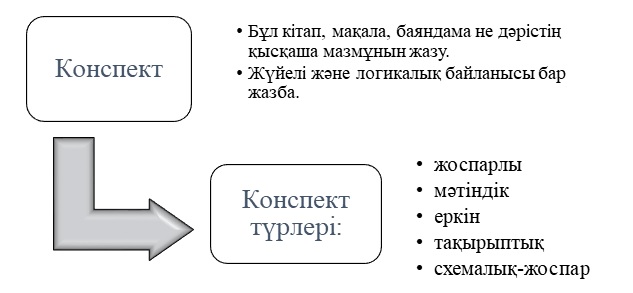 Конспект
• Бұл кітап, мақала, баяндама не дәрістің
қысқаша мазмұнын жазу.
• Жүйелі және логикалық байланысы бар
жазба.
Конспект
түрлері:
• жоспарлы
• мәтіндік
• еркін
• тақырыптық
• схемалық-жоспар